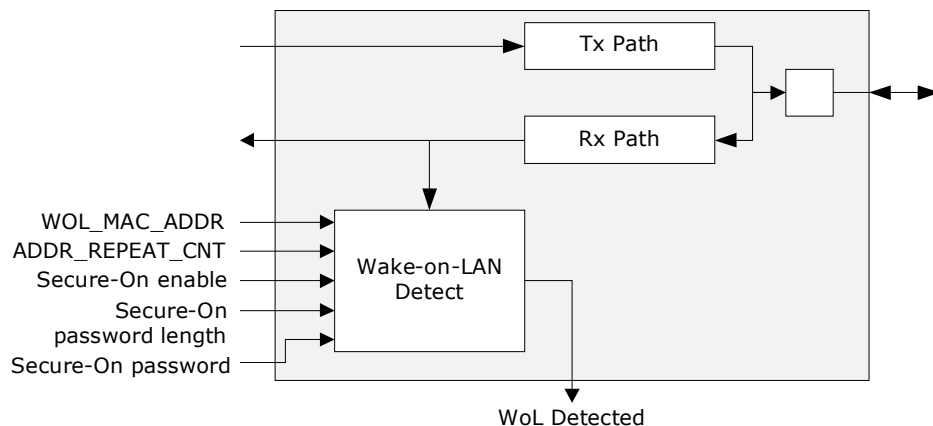 Tx Path
Rx Path
WOL_MAC_ADDR
ADDR_REPEAT_CNT
Secure-On enable
Secure-On
password length
Secure-On password
Wake-on-LAN
Detect
WoL Detected